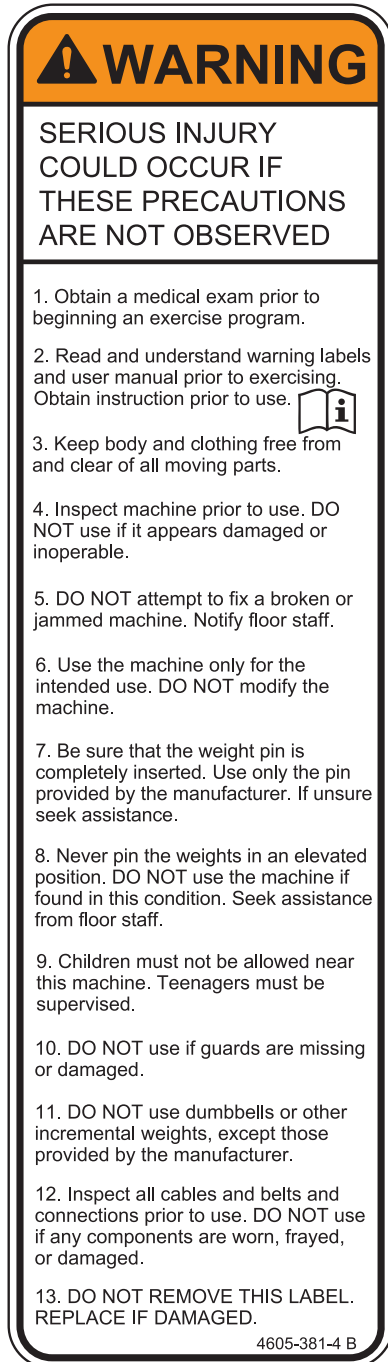 WARNING
SERIOUS INJURY
COULD OCCUR IF
THESE PRECAUTIONS
ARE NOT OBSERVED
1. Obtain a medical exam prior to
beginning an exercise program.
2. Read and understand warning labels
and user manual prior to exercising.
Obtain instruction prior to use.
3. Keep body and clothing free from
and clear of all moving parts.
4. Inspect machine prior to use. DO
NOT use if it appears damaged or
inoperable.
5. DO NOT attempt to fix a broken or
jammed machine. Notify floor staff.
6. Use the machine only for the
intended use. DO NOT modify the
machine.
7. Be sure that the weight pin is
completely inserted. Use only the pin
provided by the manufacturer. If unsure
seek assistance.
8. Never pin the weights in an elevated
position. DO NOT use the machine if
found in this condition. Seek assistance
from floor staff.
9. Children must not be allowed near
this machine. Teenagers must be
supervised.
10. DO NOT use if guards are missing
or damaged.
11. DO NOT use dumbbells or other
incremental weights, except those
provided by the manufacturer.
12. Inspect all cables and belts and
connections prior to use. DO NOT use
if any components are worn, frayed,
or damaged.
13. DO NOT REMOVE THIS LABEL.
REPLACE IF DAMAGED.
4605-381-4 B